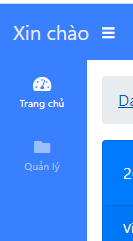 Xin chào
Trang chủ
Da
Quản lý
2
Vi